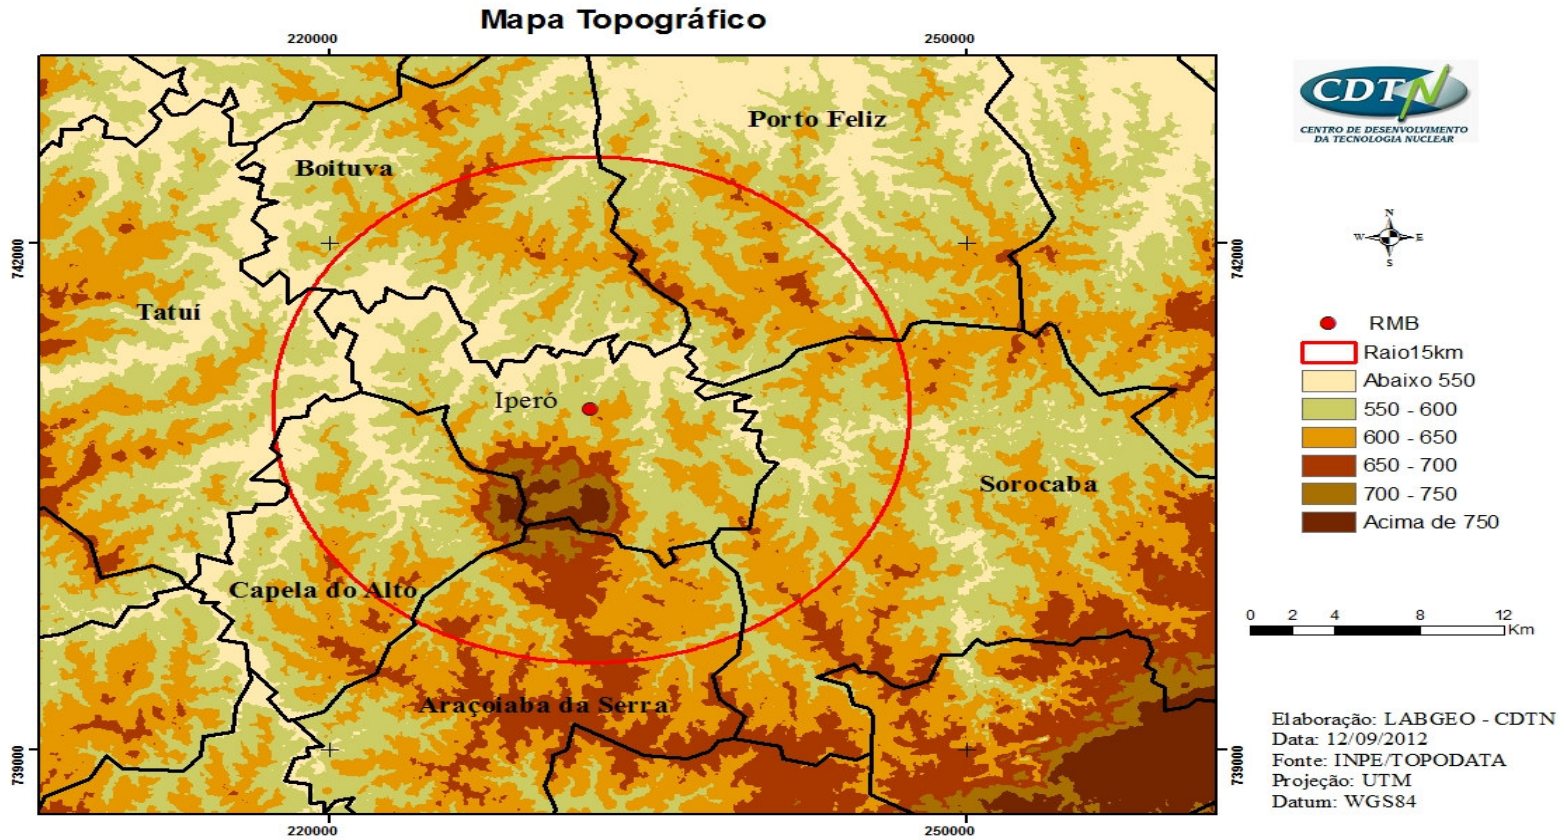 Mapa Topográfico
220000
250000
CDTN
CENTRO DE DESENVOLVIMENTO
DA TECNOLOGIA NUCLEAR
Porto Feliz
Boituva
N
W E
S
742000
742000
Tatuí
RMB
Raio15km
Abaixo 550
Iperó
550 - 600
600 - 650
650 - 700
Sorocaba
700 - 750
Acima de 750
Capela do Alto
0 2 4 8 12
Km
Araçoiaba da Serra
Elaboração: LABGEO - CDTN
Data: 12/09/2012
Fonte: INPE/TOPODATA
Projeção: UTM
Datum: WGS84
739000
739000
220000
250000